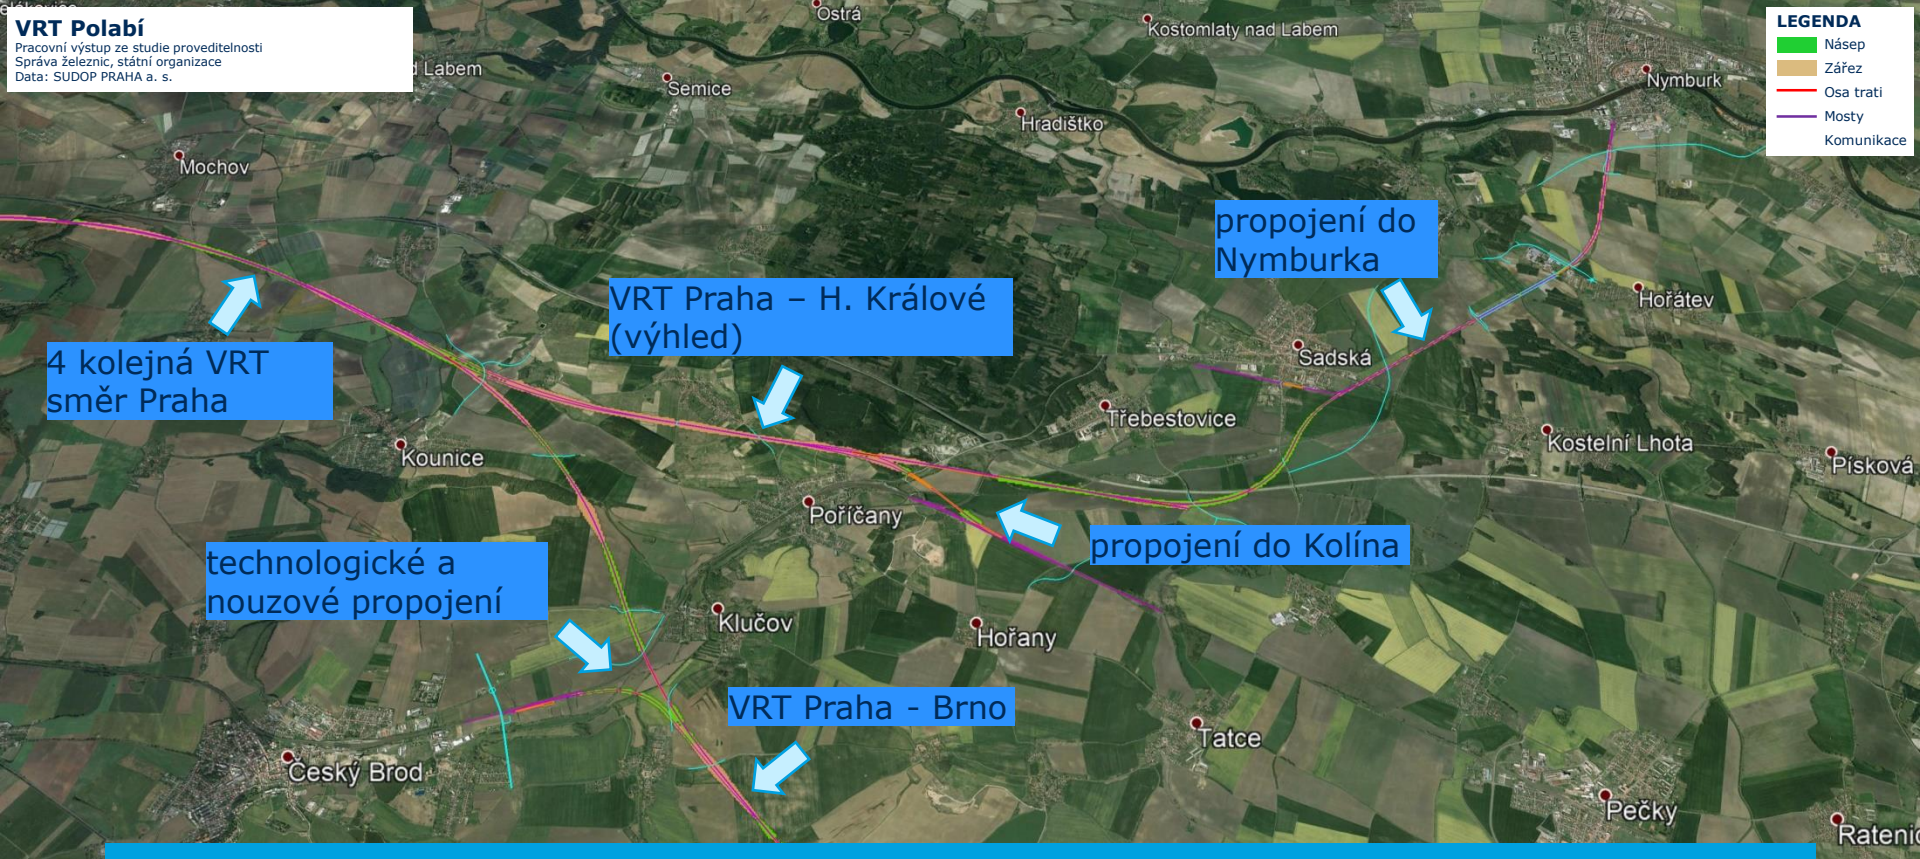 VRT Polabí
Pracovní výstup ze studie proveditelnosti
Správa železnic, státní organizace
Data: SUDOP PRAHA a. s.
LEGENDA
Násep
Zářez
Osa trati
Mosty
Komunikace
Ostrá
Kostomlaty nad Labem
d Labem
Semice
Nymburk
Hradištko
Mochov
propojení do
Nymburka
VRT Praha – H. Králové
(výhled)
Hořátev
4 kolejná VRT
směr Praha
Sadská
Třebestovice
Kounice
Kostelní Lhota
Písková
Poříčany
propojení do Kolína
technologické a
nouzové propojení
Klučov
Hořany
VRT Praha - Brno
Tatce
Český Brod
Pečky
Ratenic